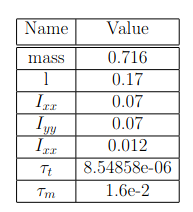 Name Value
mass 0.716
l 0.17
I_xx 0.07
I_yy 0.07
I_xx 0.012
τ_t 8.54858e-06
τ_m 1.6e-2